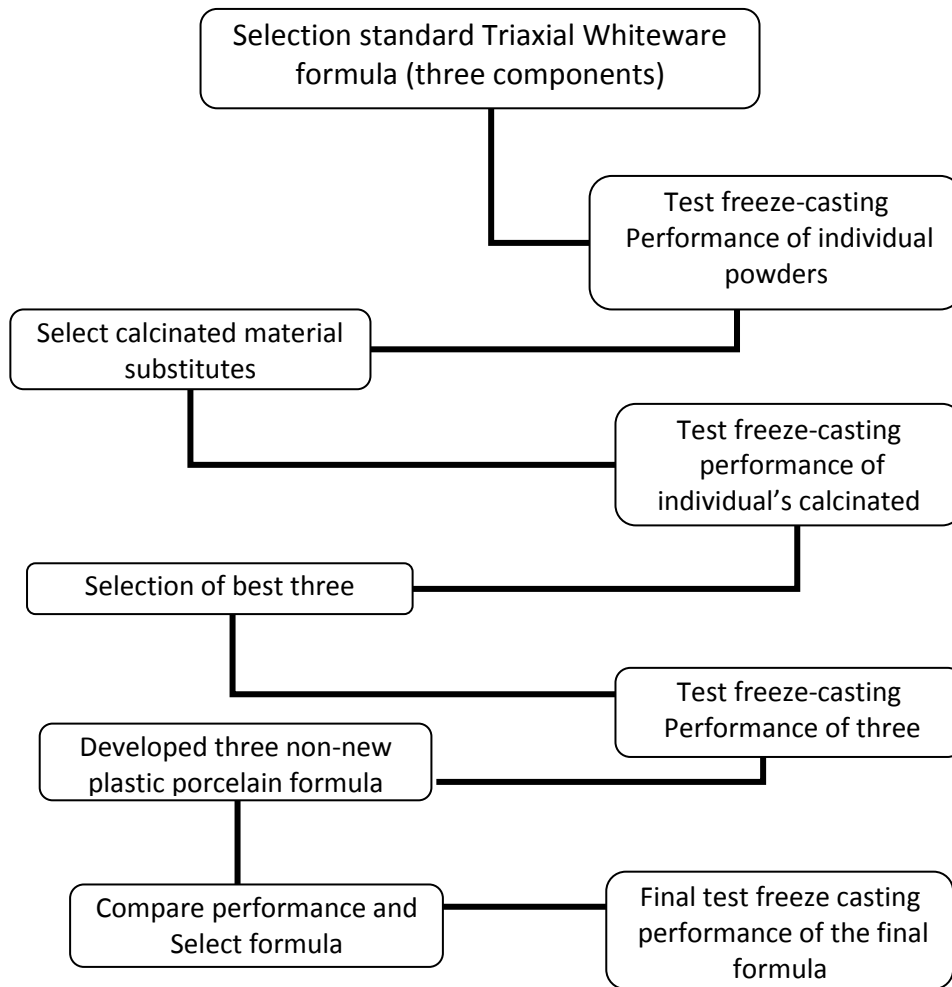 Selection standard Triaxial Whiteware
formula (three components)
Test freeze-casting
Performance of individual
powders
Select calcinated material
substitutes
Test freeze-casting
performance of
individual’s calcinated
Selection of best three
Test freeze-casting
Performance of three
Developed three non-new
plastic porcelain formula
Compare performance and
Select formula
Final test freeze casting
performance of the final
formula